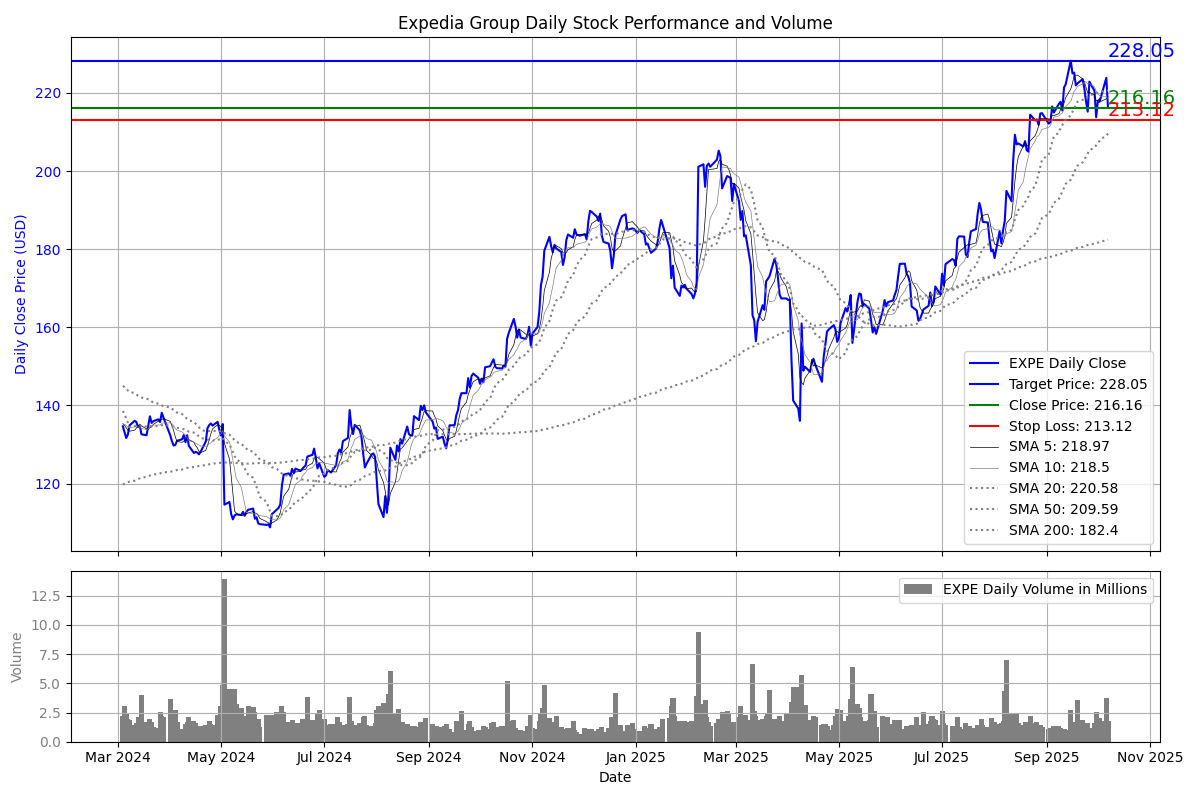 Expedia Group Daily Stock Performance and Volume
228.05
216.16
213.12
Daily Close Price (USD)
220
200
180
160
140
120
EXPE Daily Close
Target Price: 228.05
Close Price: 216.16
Stop Loss: 213.12
SMA 5: 218.97
SMA 10: 218.5
SMA 20: 220.58
SMA 50: 209.59
SMA 200: 182.4
Volume
12.5
10.0
7.5
5.0
2.5
0.0
EXPE Daily Volume in Millions
Mar 2024 May 2024 Jul 2024 Sep 2024 Nov 2024 Jan 2025 Mar 2025 May 2025 Jul 2025 Sep 2025 Nov 2025
Date